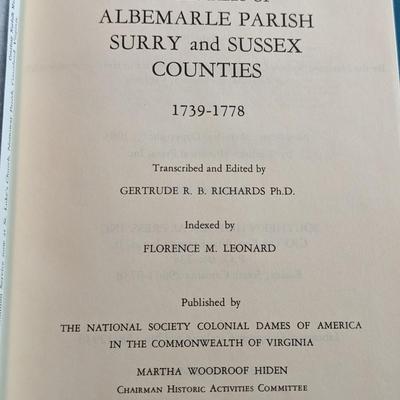 of
ALBEMARLE PARISH
SURRY and SUSSEX
COUNTIES
1739-1778
Transcribed and Edited by
GERTRUDE R. B. RICHARDS Ph.D.
Indexed by
FLORENCE M. LEONARD
Published by
THE NATIONAL SOCIETY COLONIAL DAMES OF AMERICA
IN THE COMMONWEALTH OF VIRGINIA
MARTHA WOODROOF HIDEN
CHAIRMAN HISTORIC ACTIVITIES COMMITTEE